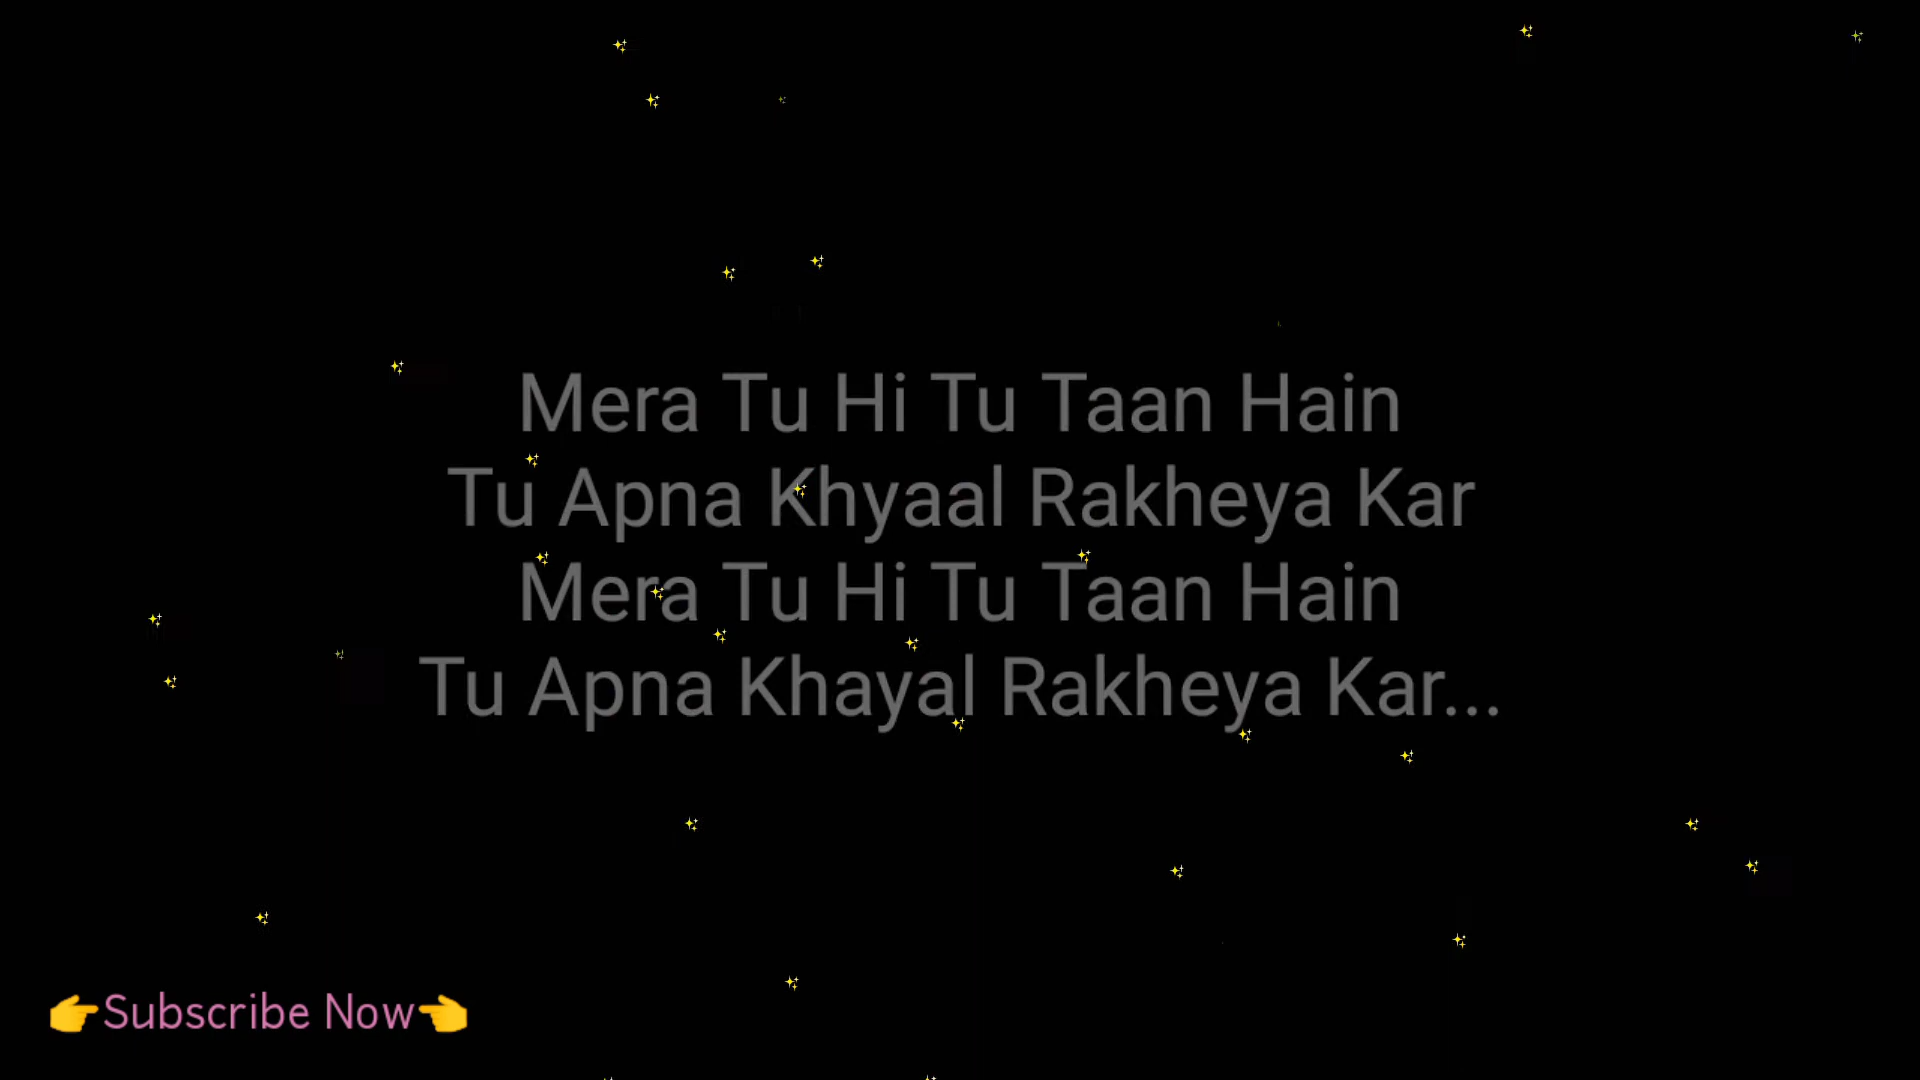 Mera Tu Hi Tu Taan Hain
Tu Apna Khyaal Rakheya Kar
Mera Tu Hi Tu Taan Hain
Tu Apna Khayal Rakheya Kar...
👉Subscribe Now👈